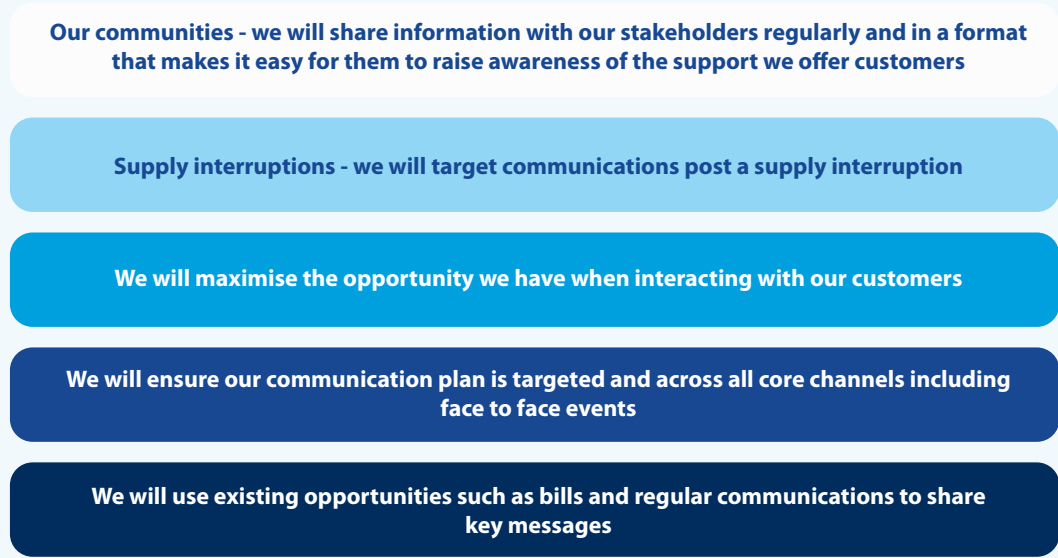 Our communities - we will share information with our stakeholders regularly and in a format
that makes it easy for them to raise awareness of the support we offer customers
Supply interruptions - we will target communications post a supply interruption
We will maximise the opportunity we have when interacting with our customers
We will ensure our communication plan is targeted and across all core channels including
face to face events
We will use existing opportunities such as bills and regular communications to share
key messages